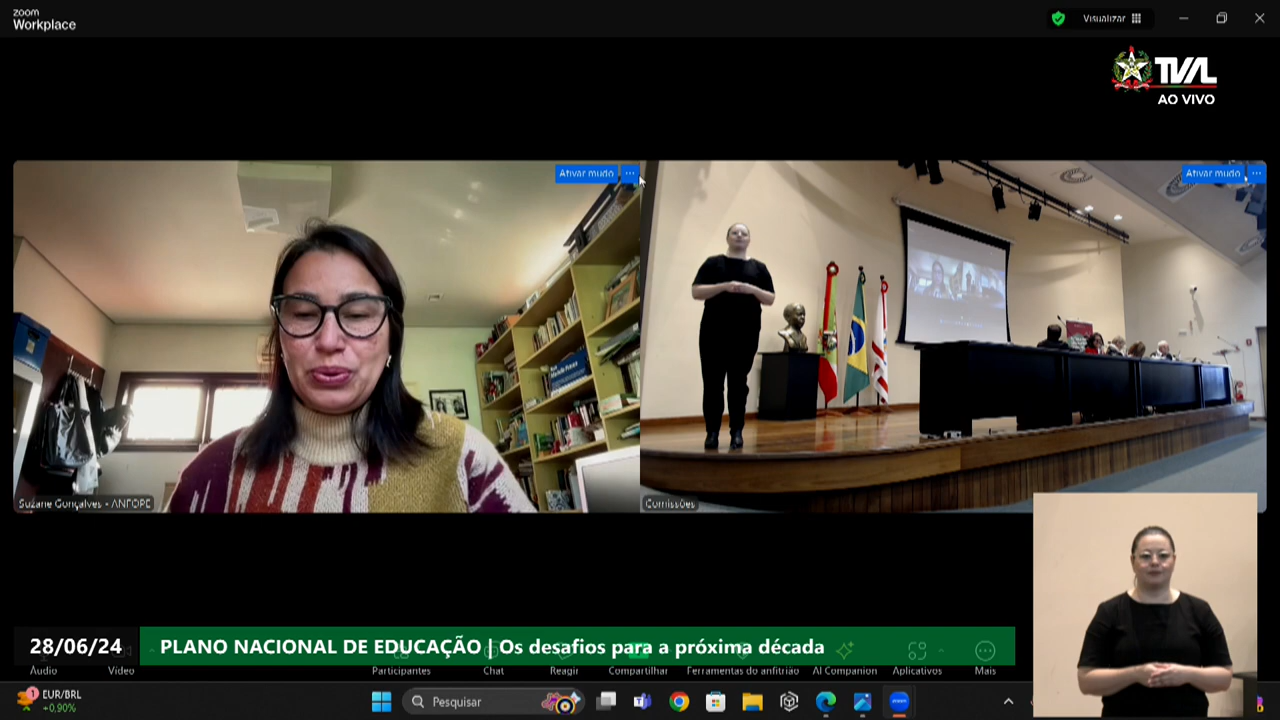 zoom
Workplace
Visualizar
TVAL
AO VIVO
Ativar mudo
Ativar mudo
Suzane Gonçalves - ANFOPE
Comissões
28/06/24
PLANO NACIONAL DE EDUCAÇÃO | Os desafios para a próxima década
Áudio
Vídeo
Participantes
Chat
Reagir
Compartilhar
Ferramentas do anfitrião
AI Companion
Aplicativos
Mais
1
EUR/BRL
+0,90%
Pesquisar
zoom